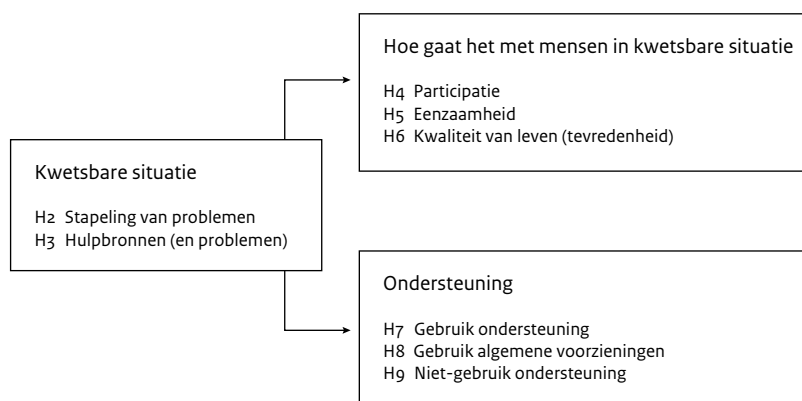 Hoe gaat het met mensen in kwetsbare situatie
H4 Participatie
H5 Eenzaamheid
H6 Kwaliteit van leven (tevredenheid)
Kwetsbare situatie
H2 Stapeling van problemen
H3 Hulpbronnen (en problemen)
Ondersteuning
H7 Gebruik ondersteuning
H8 Gebruik algemene voorzieningen
H9 Niet-gebruik ondersteuning